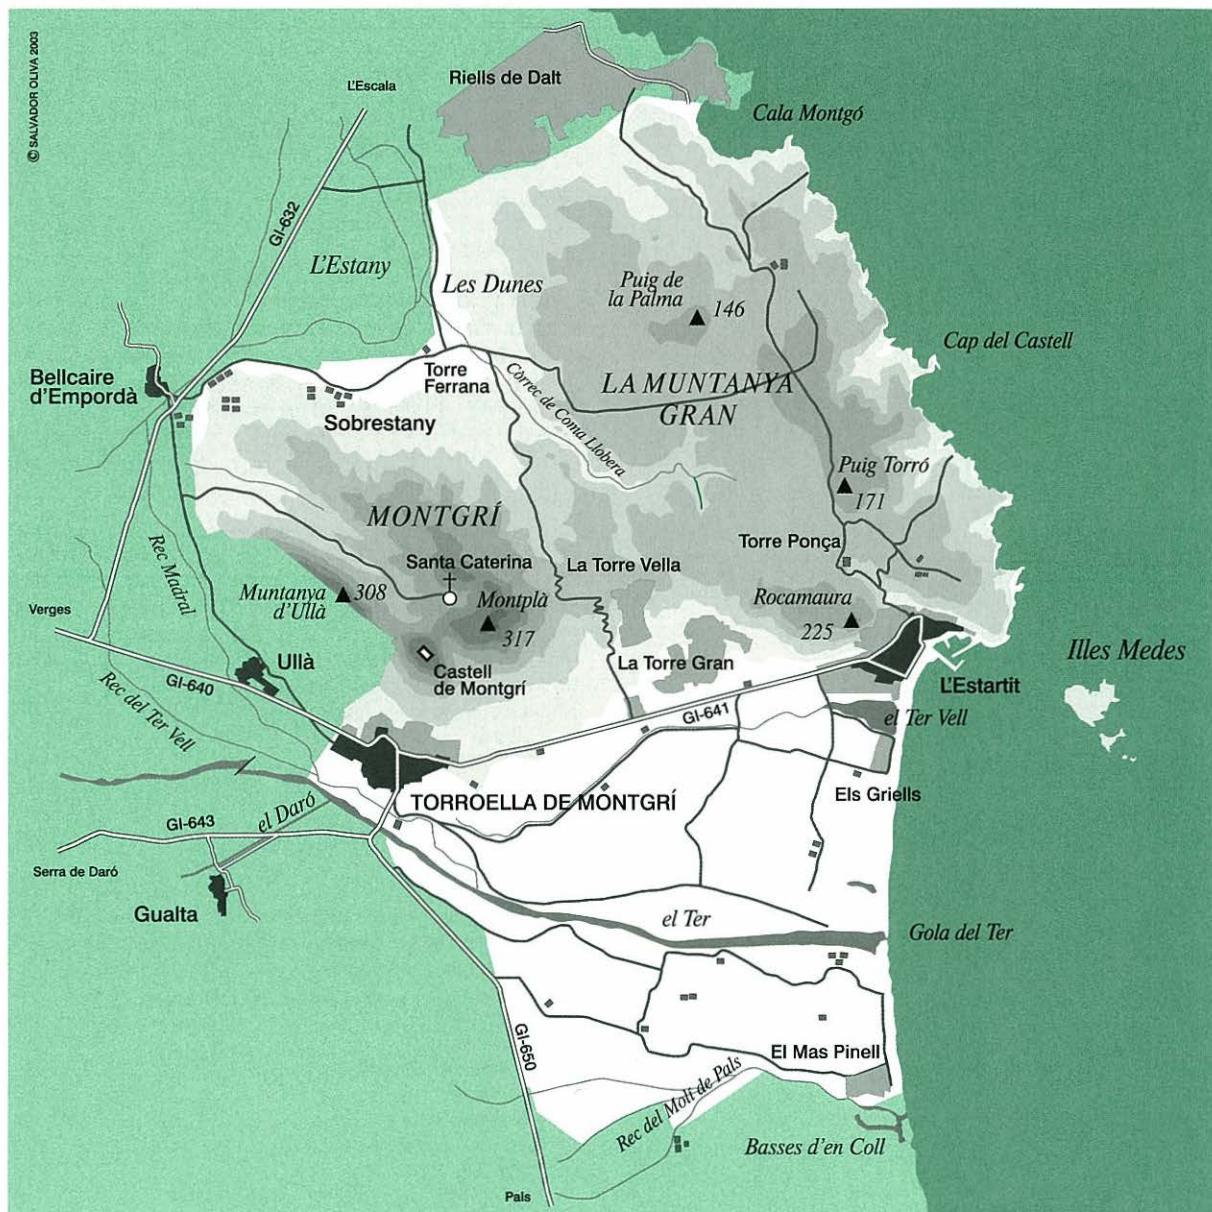 © SALVADOR OLIVA 2003
L'Escala
Riells de Dalt
Cala Montgó
GI-632
L'Estany
Les Dunes
Puig de
la Palma
146
Cap del Castell
Bellcaire
d'Empordà
Torre
Ferrana
Sobrestany
Còrrec de Coma Llobera
LA MUNTANYA
GRAN
Puig Torró
171
MONTGRÍ
Rec Madral
Santa Caterina
La Torre Vella
Torre Ponça
Muntanya
d'Ullà
308
Montplà
317
Rocamaura
225
Verges
Ullà
Castell
de Montgrí
La Torre Gran
L'Estartit
Illes Medes
GI-640
Rec del Ter Vell
GI-641
el Ter Vell
Els Griells
TORROELLA DE MONTGRÍ
el Daró
GI-643
Serra de Daró
Gualta
el Ter
Gola del Ter
GI-650
El Mas Pinell
Rec del Molí de Pals
Basses d'en Coll
Pals